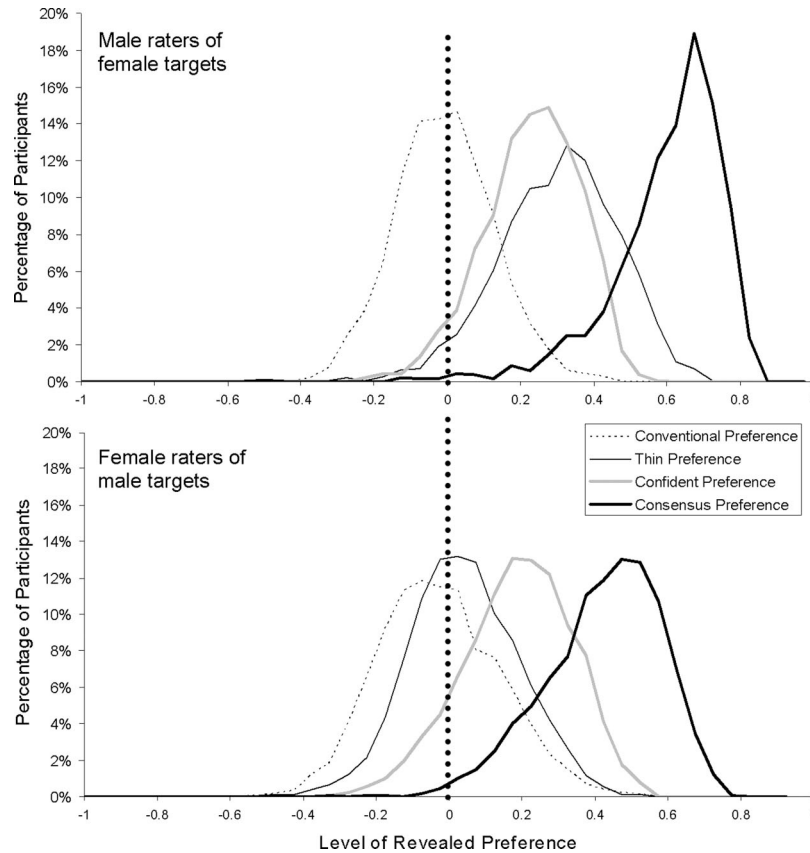 20%
18%
16%
14%
12%
10%
8%
6%
4%
2%
0%
Percentage of Participants
Male raters of
female targets
-1 -0.8 -0.6 -0.4 -0.2 0 0.2 0.4 0.6 0.8
20%
18%
16%
14%
12%
10%
8%
6%
4%
2%
0%
Percentage of Participants
Female raters of
male targets
Conventional Preference
Thin Preference
Confident Preference
Consensus Preference
-1 -0.8 -0.6 -0.4 -0.2 0 0.2 0.4 0.6 0.8
Level of Revealed Preference